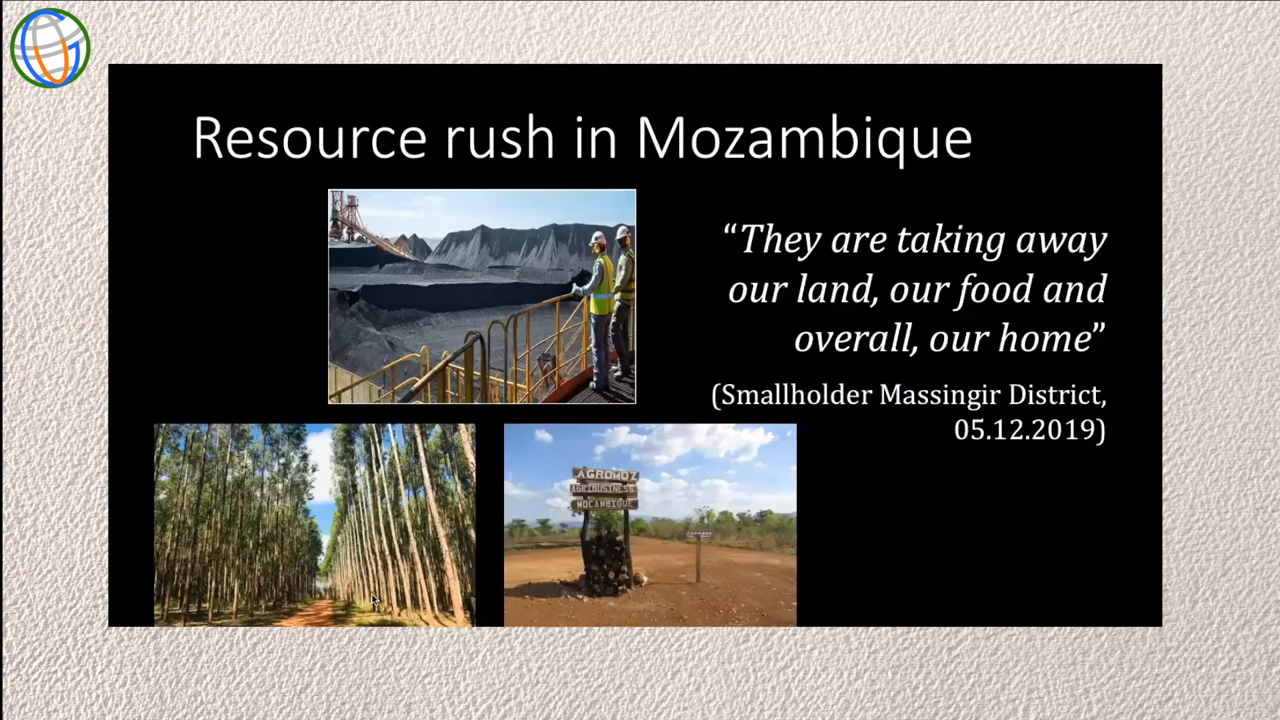 Resource rush in Mozambique
“They are taking away
our land, our food and
overall, our home”
(Smallholder Massingir District,
05.12.2019)
AGROMOZ
AGRIBUSINESS
MOÇAMBIQUE